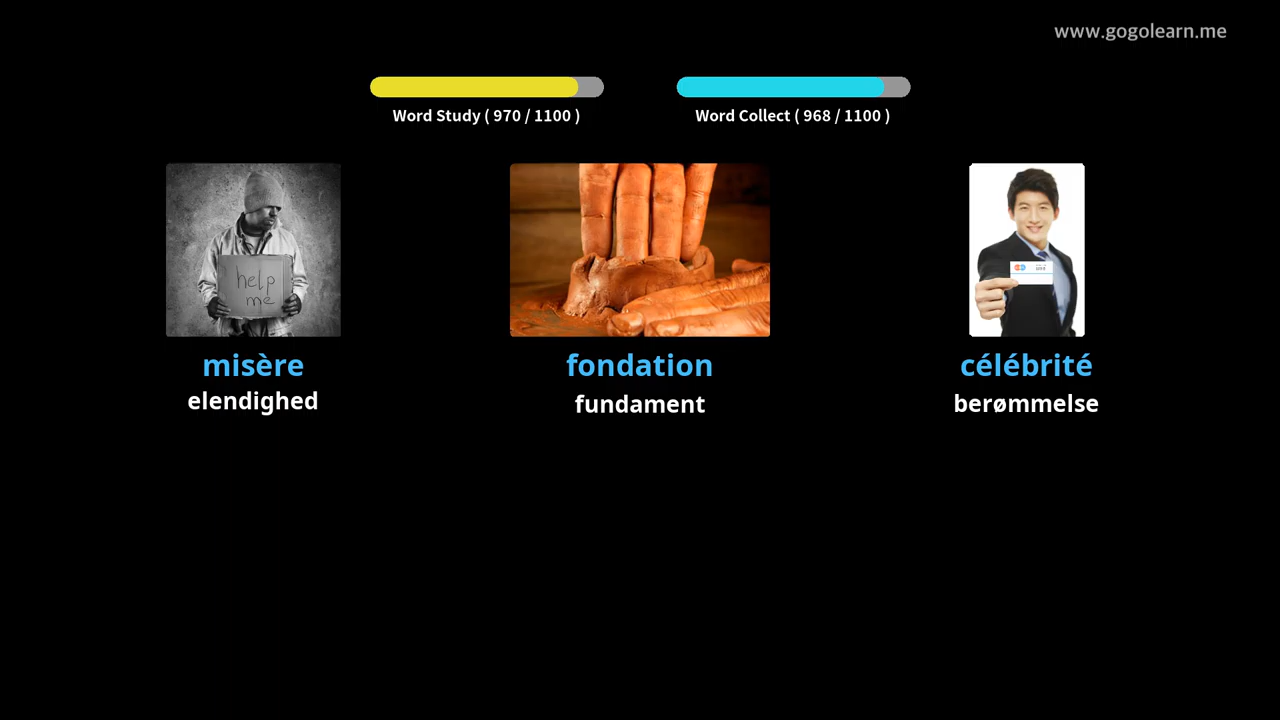 www.gogolearn.me
Word Study ( 970 / 1100 )
Word Collect ( 968 / 1100 )
help
me
misère
fondation
célébrité
elendighed
fundament
berømmelse